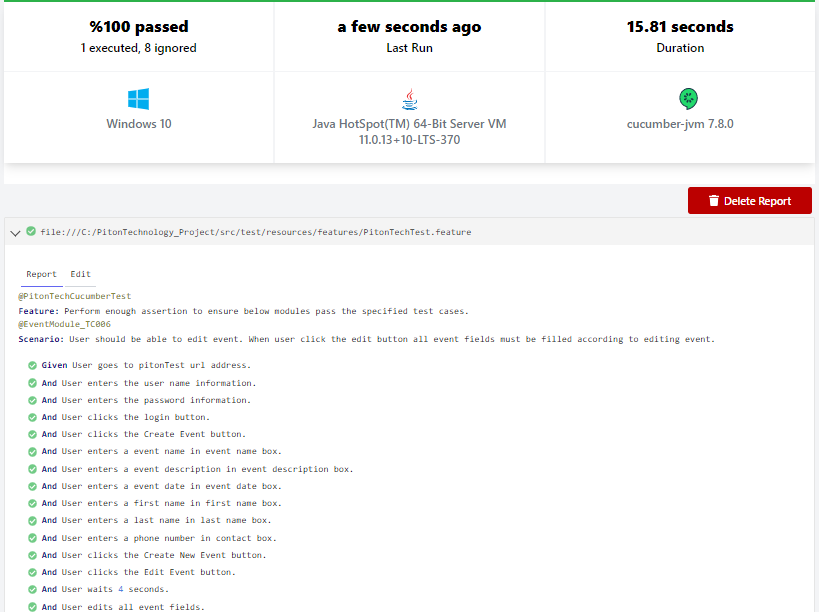 %100 passed
1 executed, 8 ignored
a few seconds ago
Last Run
15.81 seconds
Duration
Windows 10
Java HotSpot(TM) 64-Bit Server VM
11.0.13+10-LTS-370
cucumber-jvm 7.8.0
Delete Report
file:///C:/PitonTechnology_Project/src/test/resources/features/PitonTechTest.feature
Report Edit
@PitonTechCucumberTest
Feature: Perform enough assertion to ensure below modules pass the specified test cases.
@EventModule_TC006
Scenario: User should be able to edit event. When user click the edit button all event fields must be filled according to editing event.
Given User goes to pitonTest url address.
And User enters the user name information.
And User enters the password information.
And User clicks the login button.
And User clicks the Create Event button.
And User enters a event name in event name box.
And User enters a event description in event description box.
And User enters a event date in event date box.
And User enters a first name in first name box.
And User enters a last name in last name box.
And User enters a phone number in contact box.
And User clicks the Create New Event button.
And User clicks the Edit Event button.
And User waits 4 seconds.
And User edits all event fields.